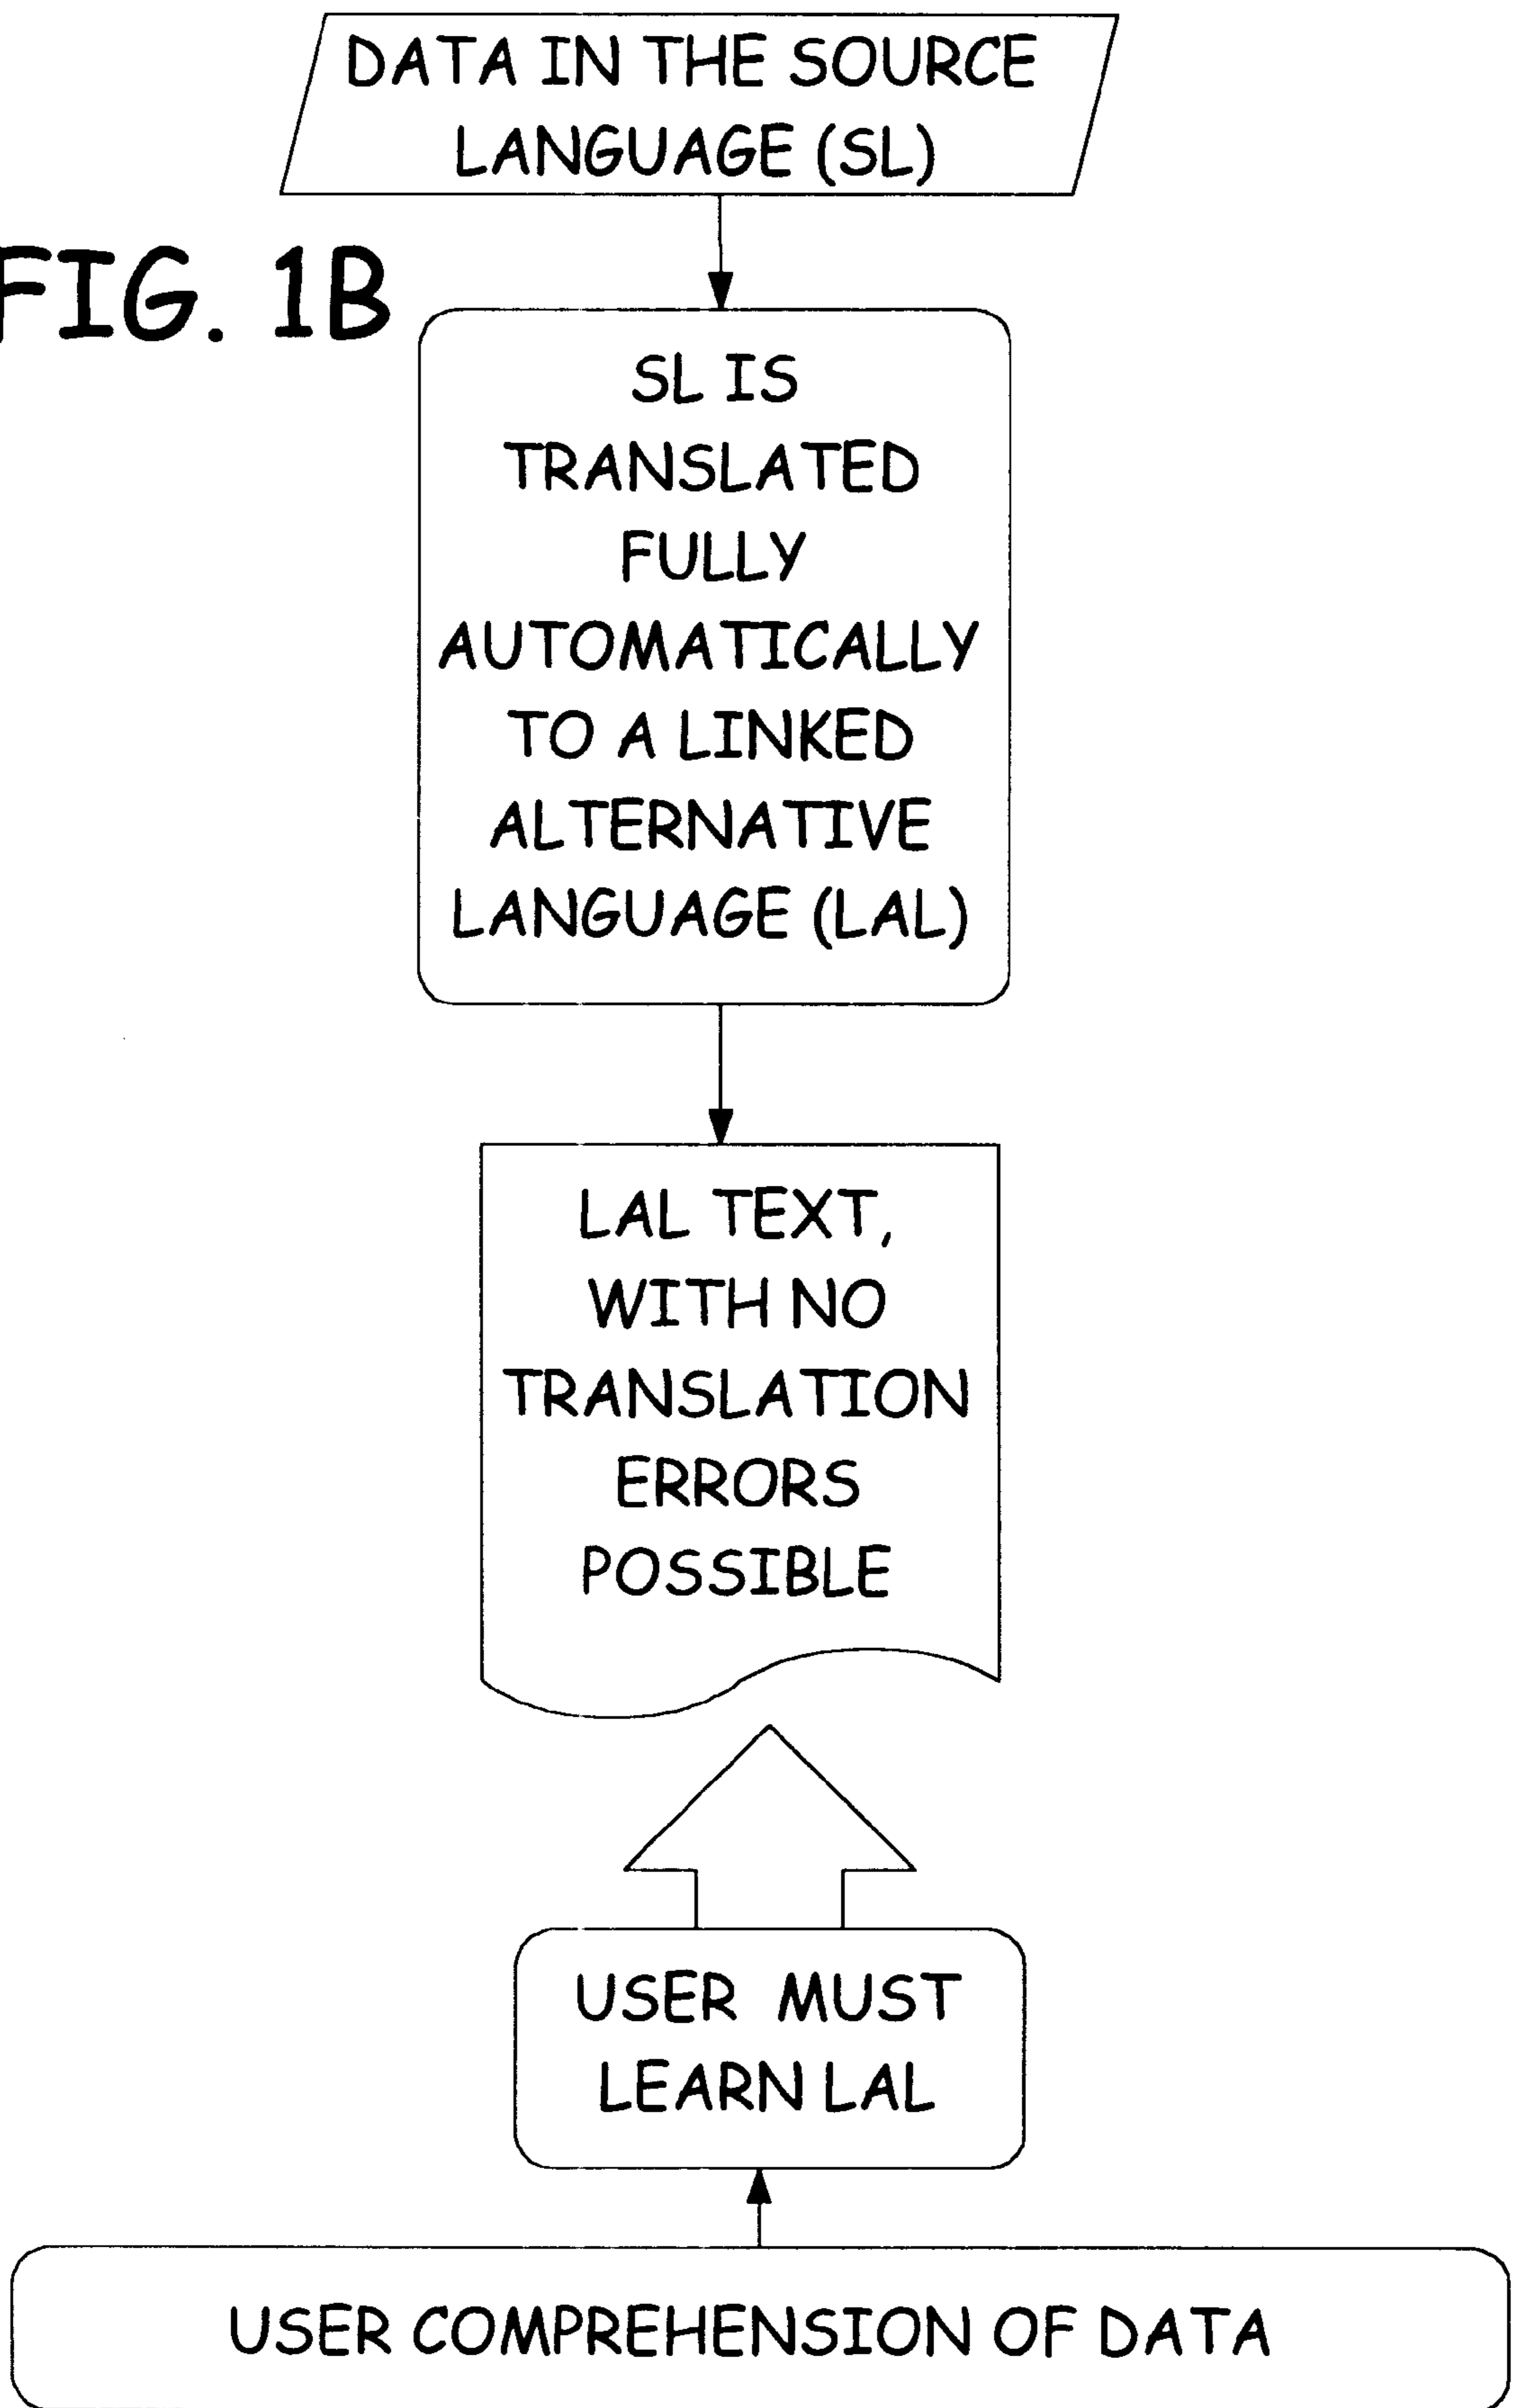 DATA IN THE SOURCE
LANGUAGE (SL)
FIG. 1B
SL IS
TRANSLATED
FULLY
AUTOMATICALLY
TO A LINKED
ALTERNATIVE
LANGUAGE (LAL)
LAL TEXT,
WITH NO
TRANSLATION
ERRORS
POSSIBLE
USER MUST
LEARN LAL
USER COMPREHENSION OF DATA